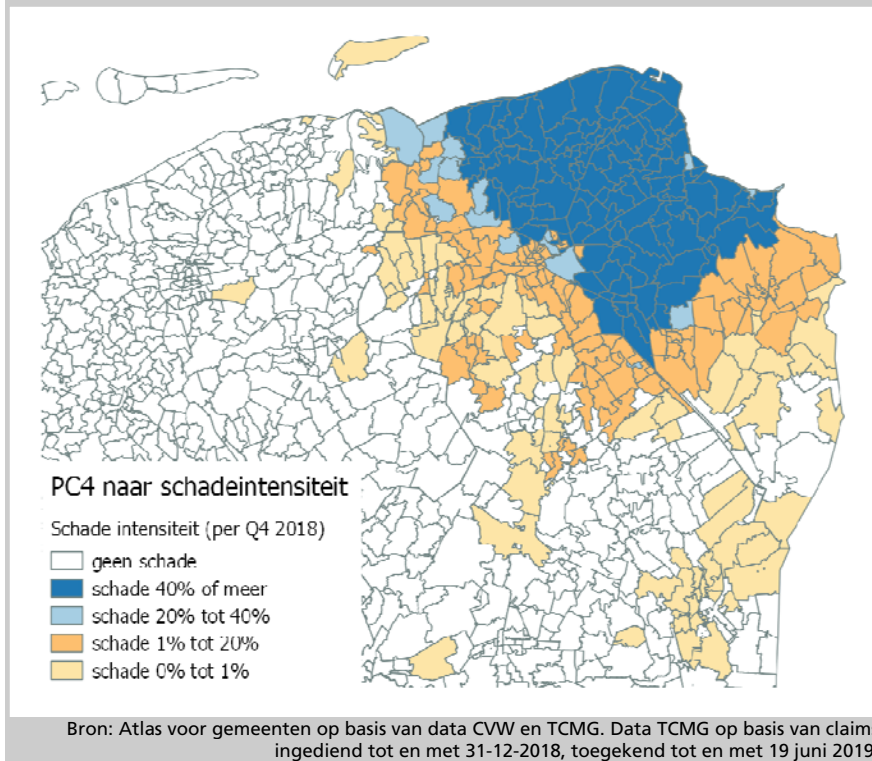 PC4 naar schadeintensiteit
Schade intensiteit (per Q4 2018)
geen schade
schade 40% of meer
schade 20% tot 40%
schade 1% tot 20%
schade 0% tot 1%
Bron: Atlas voor gemeenten op basis van data CVW en TCMG. Data TCMG op basis van claim
ingediend tot en met 31-12-2018, toegekend tot en met 19 juni 2019